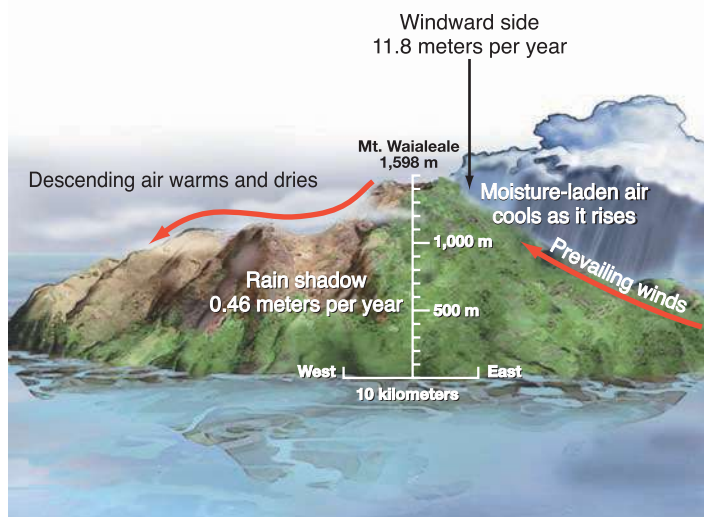 Windward side
11.8 meters per year
Mt. Waialeale
1,598 m
Descending air warms and dries
Moisture-laden air
cools as it rises
1,000 m
Prevailing winds
Rain shadow
0.46 meters per year
500 m
West
East
10 kilometers